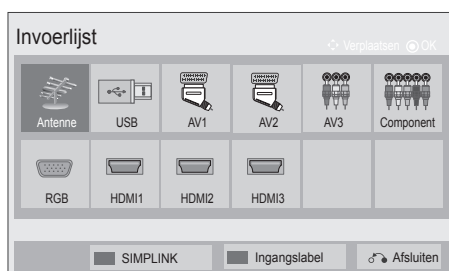 Invoerlijst
Verplaatsen OK
Antenne USB AV1 AV2 AV3 Component
RGB HDMI1 HDMI2 HDMI3
SIMPLINK Ingangslabel Afsluiten